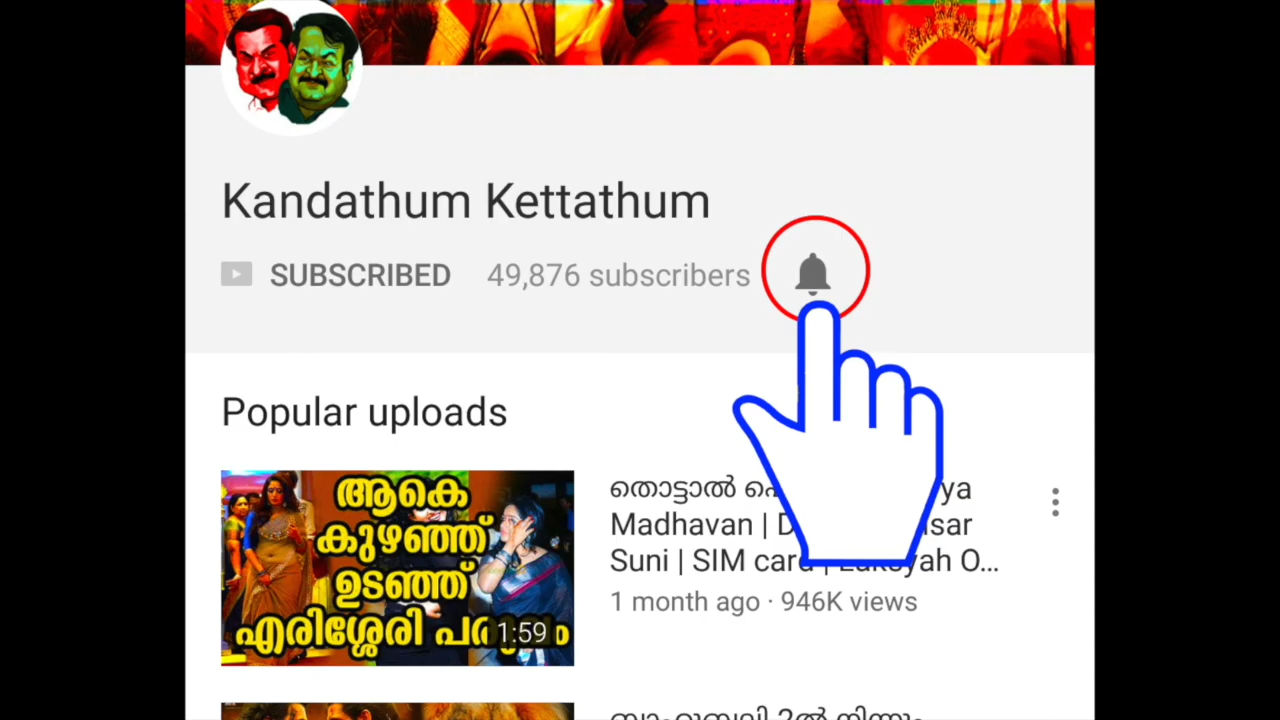 Kandathum Kettathum
SUBSCRIBED 49,876 subscribers
Popular uploads
ആകെ
കുഴഞ്ഞ്
ഉടഞ്ഞ്
എരിശ്ശേരി
1:59
തൊട്ടാൽ
Madhavan |
Suni | SIM card | Laksyah O...
1 month ago · 946K views